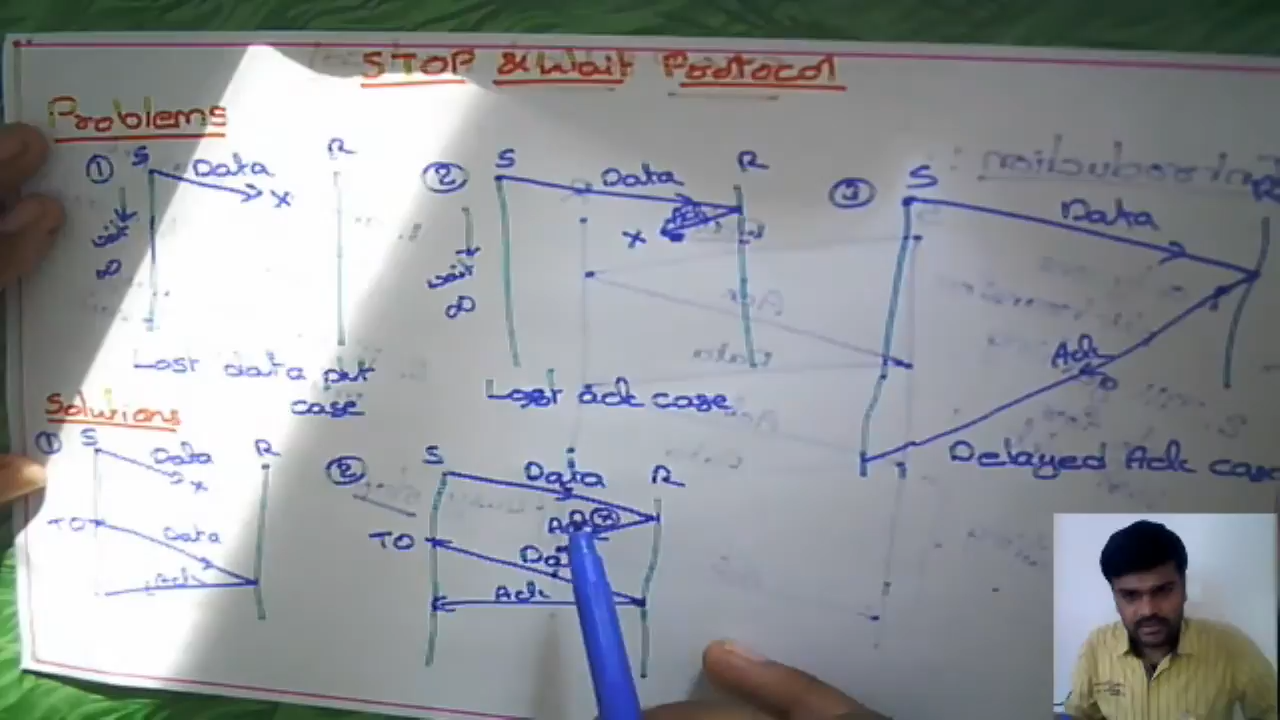 STOP & Wait Protocol
Problems
① S Data x R
wait
∞
Lost data pkt
case
② S Data R
x
wait
∞
Lost ack case
③ S Data R
Ack
Delayed Ack case
Solutions
① S Data x R
TO Data
Ack
② S Data R
Ack x
TO
Ack